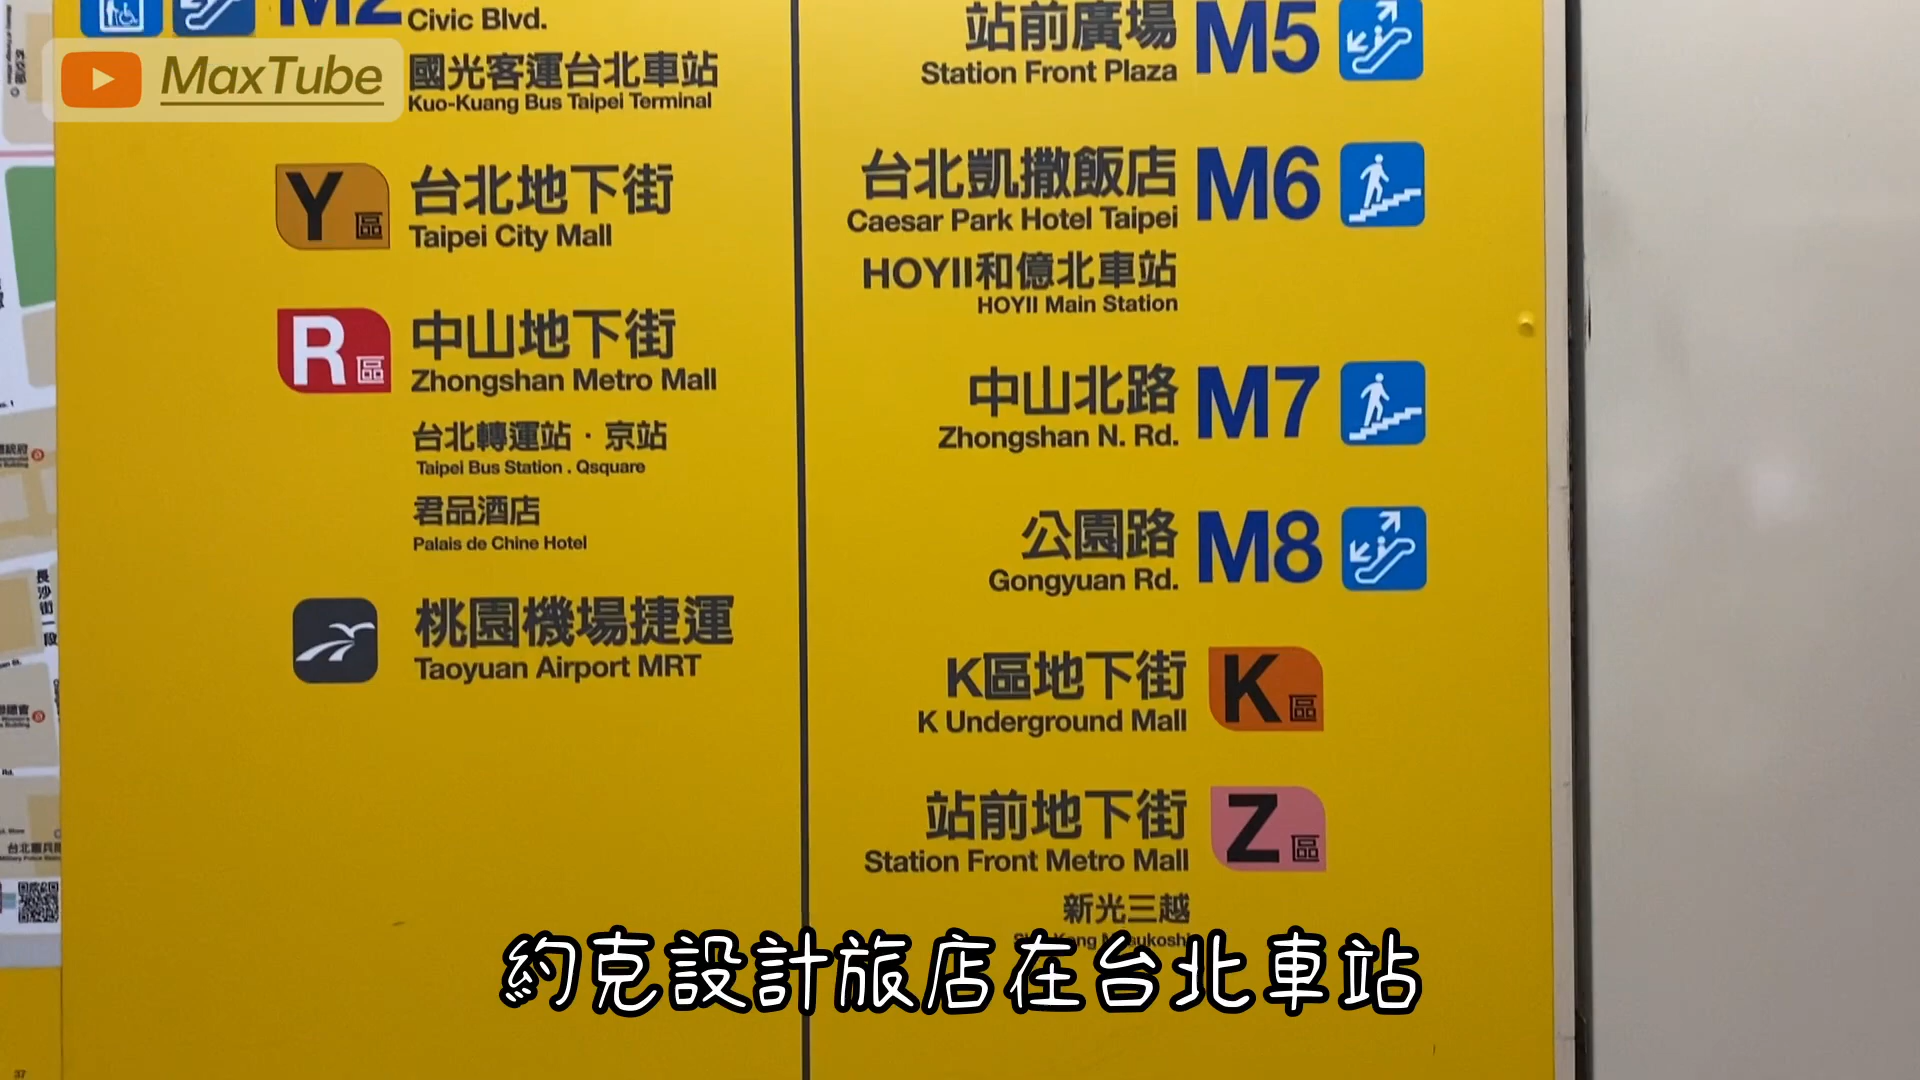 M2
Civic Blvd.
MaxTube
國光客運台北車站
Kuo-Kuang Bus Taipei Terminal
Y區
台北地下街
Taipei City Mall
R區
中山地下街
Zhongshan Metro Mall
台北轉運站．京站
Taipei Bus Station . Qsquare
君品酒店
Palais de Chine Hotel
桃園機場捷運
Taoyuan Airport MRT
站前廣場
Station Front Plaza
M5
台北凱撒飯店
Caesar Park Hotel Taipei
M6
HOYII和億北車站
HOYII Main Station
中山北路
Zhongshan N. Rd.
M7
公園路
Gongyuan Rd.
M8
K區地下街
K Underground Mall
K區
站前地下街
Station Front Metro Mall
Z區
新光三越
長沙街一段
約克設計旅店在台北車站
37